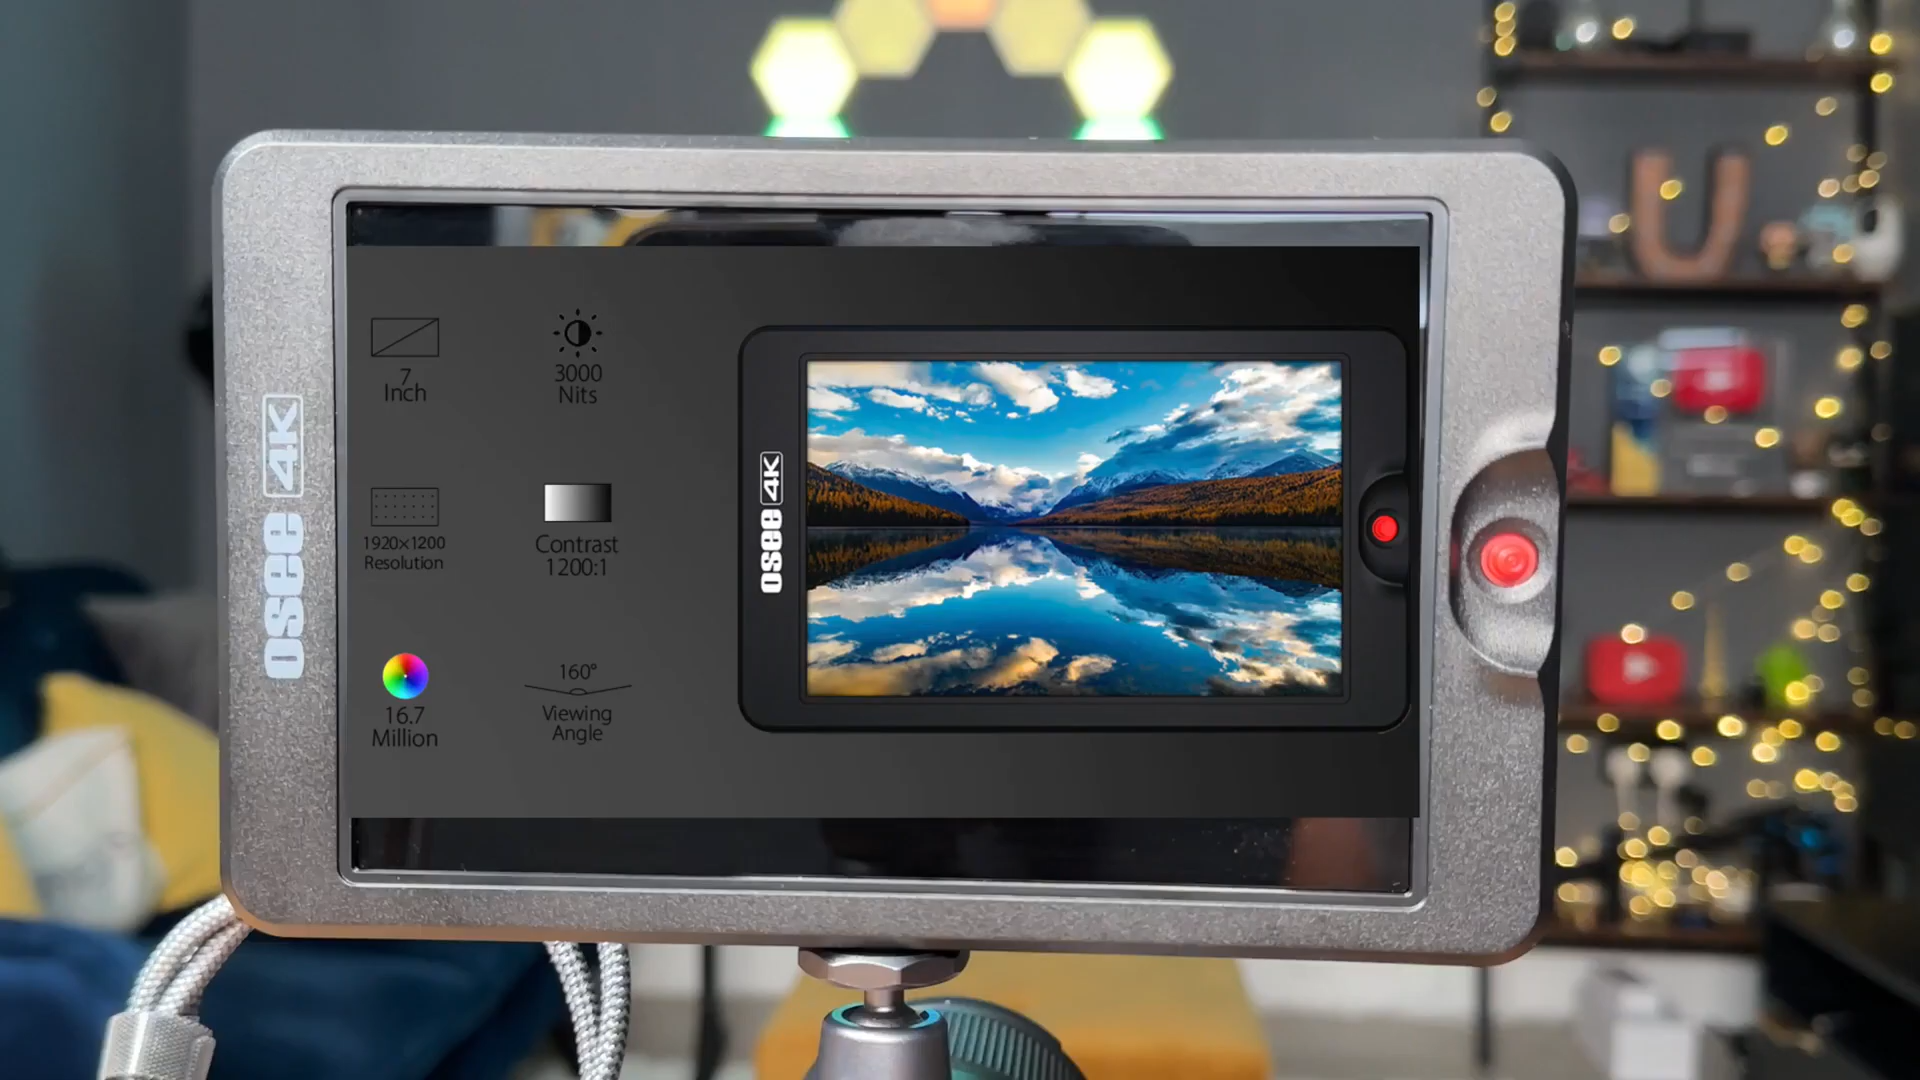 osee 4K
7
Inch
3000
Nits
1920×1200
Resolution
Contrast
1200:1
16.7
Million
160°
Viewing
Angle
osee 4K